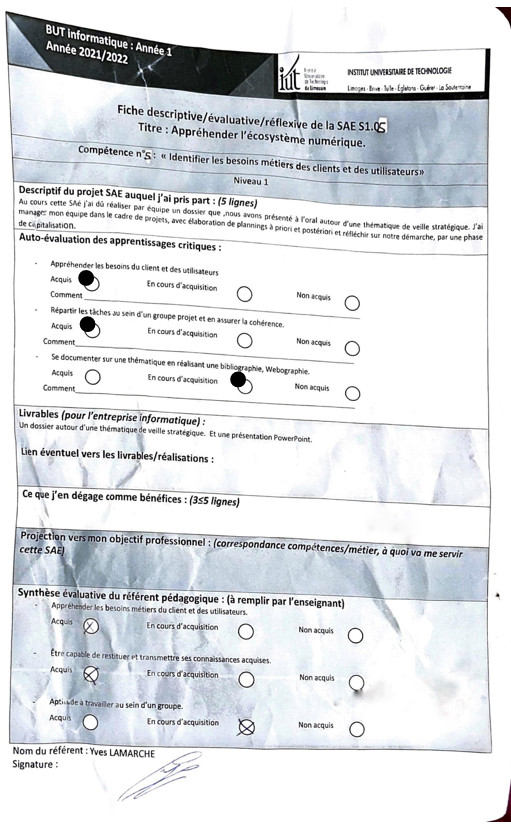 BUT Informatique : Année 1
Année 2021/2022
iut
Institut
Universitaire
de Technologie
du Limousin
INSTITUT UNIVERSITAIRE DE TECHNOLOGIE
Limoges - Brive - Tulle - Égletons - Guéret - La Souterraine
Fiche descriptive/évaluative/réflexive de la SAE S1.05
Titre : Appréhender l'écosystème numérique.
Compétence n°5 : « Identifier les besoins métiers des clients et des utilisateurs»
Niveau 1
Descriptif du projet SAE auquel j'ai pris part : (5 lignes)
Au cours cette SAé j'ai dû réaliser par équipe un dossier que ,nous avons présenté à l'oral autour d'une thématique de veille stratégique. J'ai
manager mon équipe dans le cadre de projets, avec élaboration de plannings à priori et postériori et réfléchir sur notre démarche, par une phase
de capitalisation.
Auto-évaluation des apprentissages critiques :
- Appréhender les besoins du client et des utilisateurs
Acquis En cours d'acquisition Non acquis
Comment
- Répartir les tâches au sein d'un groupe projet et en assurer la cohérence.
Acquis En cours d'acquisition Non acquis
Comment
- Se documenter sur une thématique en réalisant une bibliographie, Webographie.
Acquis En cours d'acquisition Non acquis
Comment
Livrables (pour l'entreprise informatique) :
Un dossier autour d'une thématique de veille stratégique. Et une présentation PowerPoint.
Lien éventuel vers les livrables/réalisations :
Ce que j'en dégage comme bénéfices : (3≤5 lignes)
Projection vers mon objectif professionnel : (correspondance compétences/métier, à quoi va me servir
cette SAE)
Synthèse évaluative du référent pédagogique : (à remplir par l'enseignant)
- Appréhender les besoins métiers du client et des utilisateurs.
Acquis En cours d'acquisition Non acquis
- Être capable de restituer et transmettre ses connaissances acquises.
Acquis En cours d'acquisition Non acquis
- Aptitude à travailler au sein d'un groupe.
Acquis En cours d'acquisition Non acquis
Nom du référent : Yves LAMARCHE
Signature :